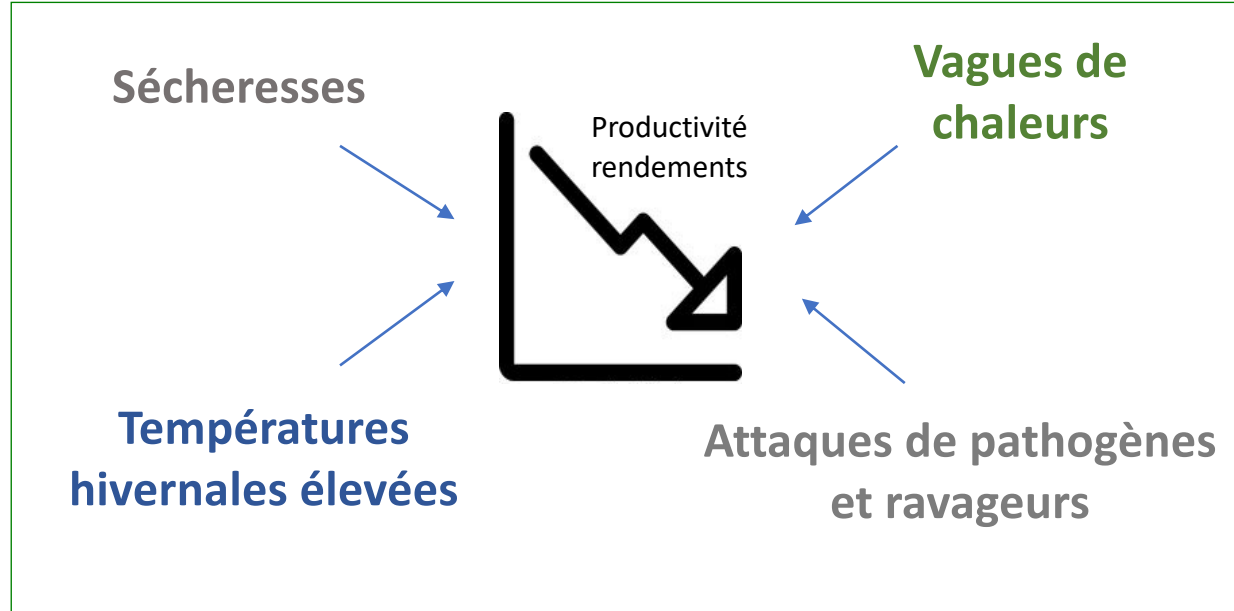 Sécheresses
Vagues de
chaleurs
Productivité
rendements
Températures
hivernales élevées
Attaques de pathogènes
et ravageurs